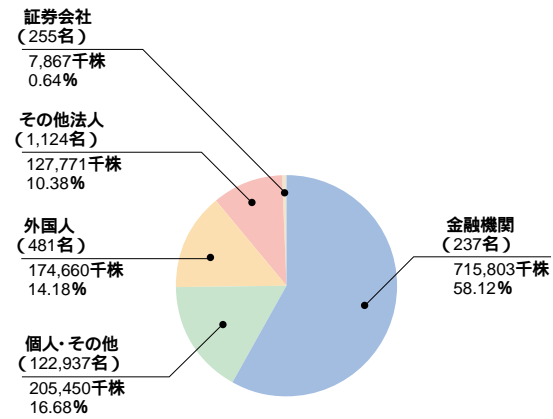 証券会社
（255名）
7,867千株
0.64%
その他法人
（1,124名）
127,771千株
10.38%
外国人
（481名）
174,660千株
14.18%
個人・その他
（122,937名）
205,450千株
16.68%
金融機関
（237名）
715,803千株
58.12%